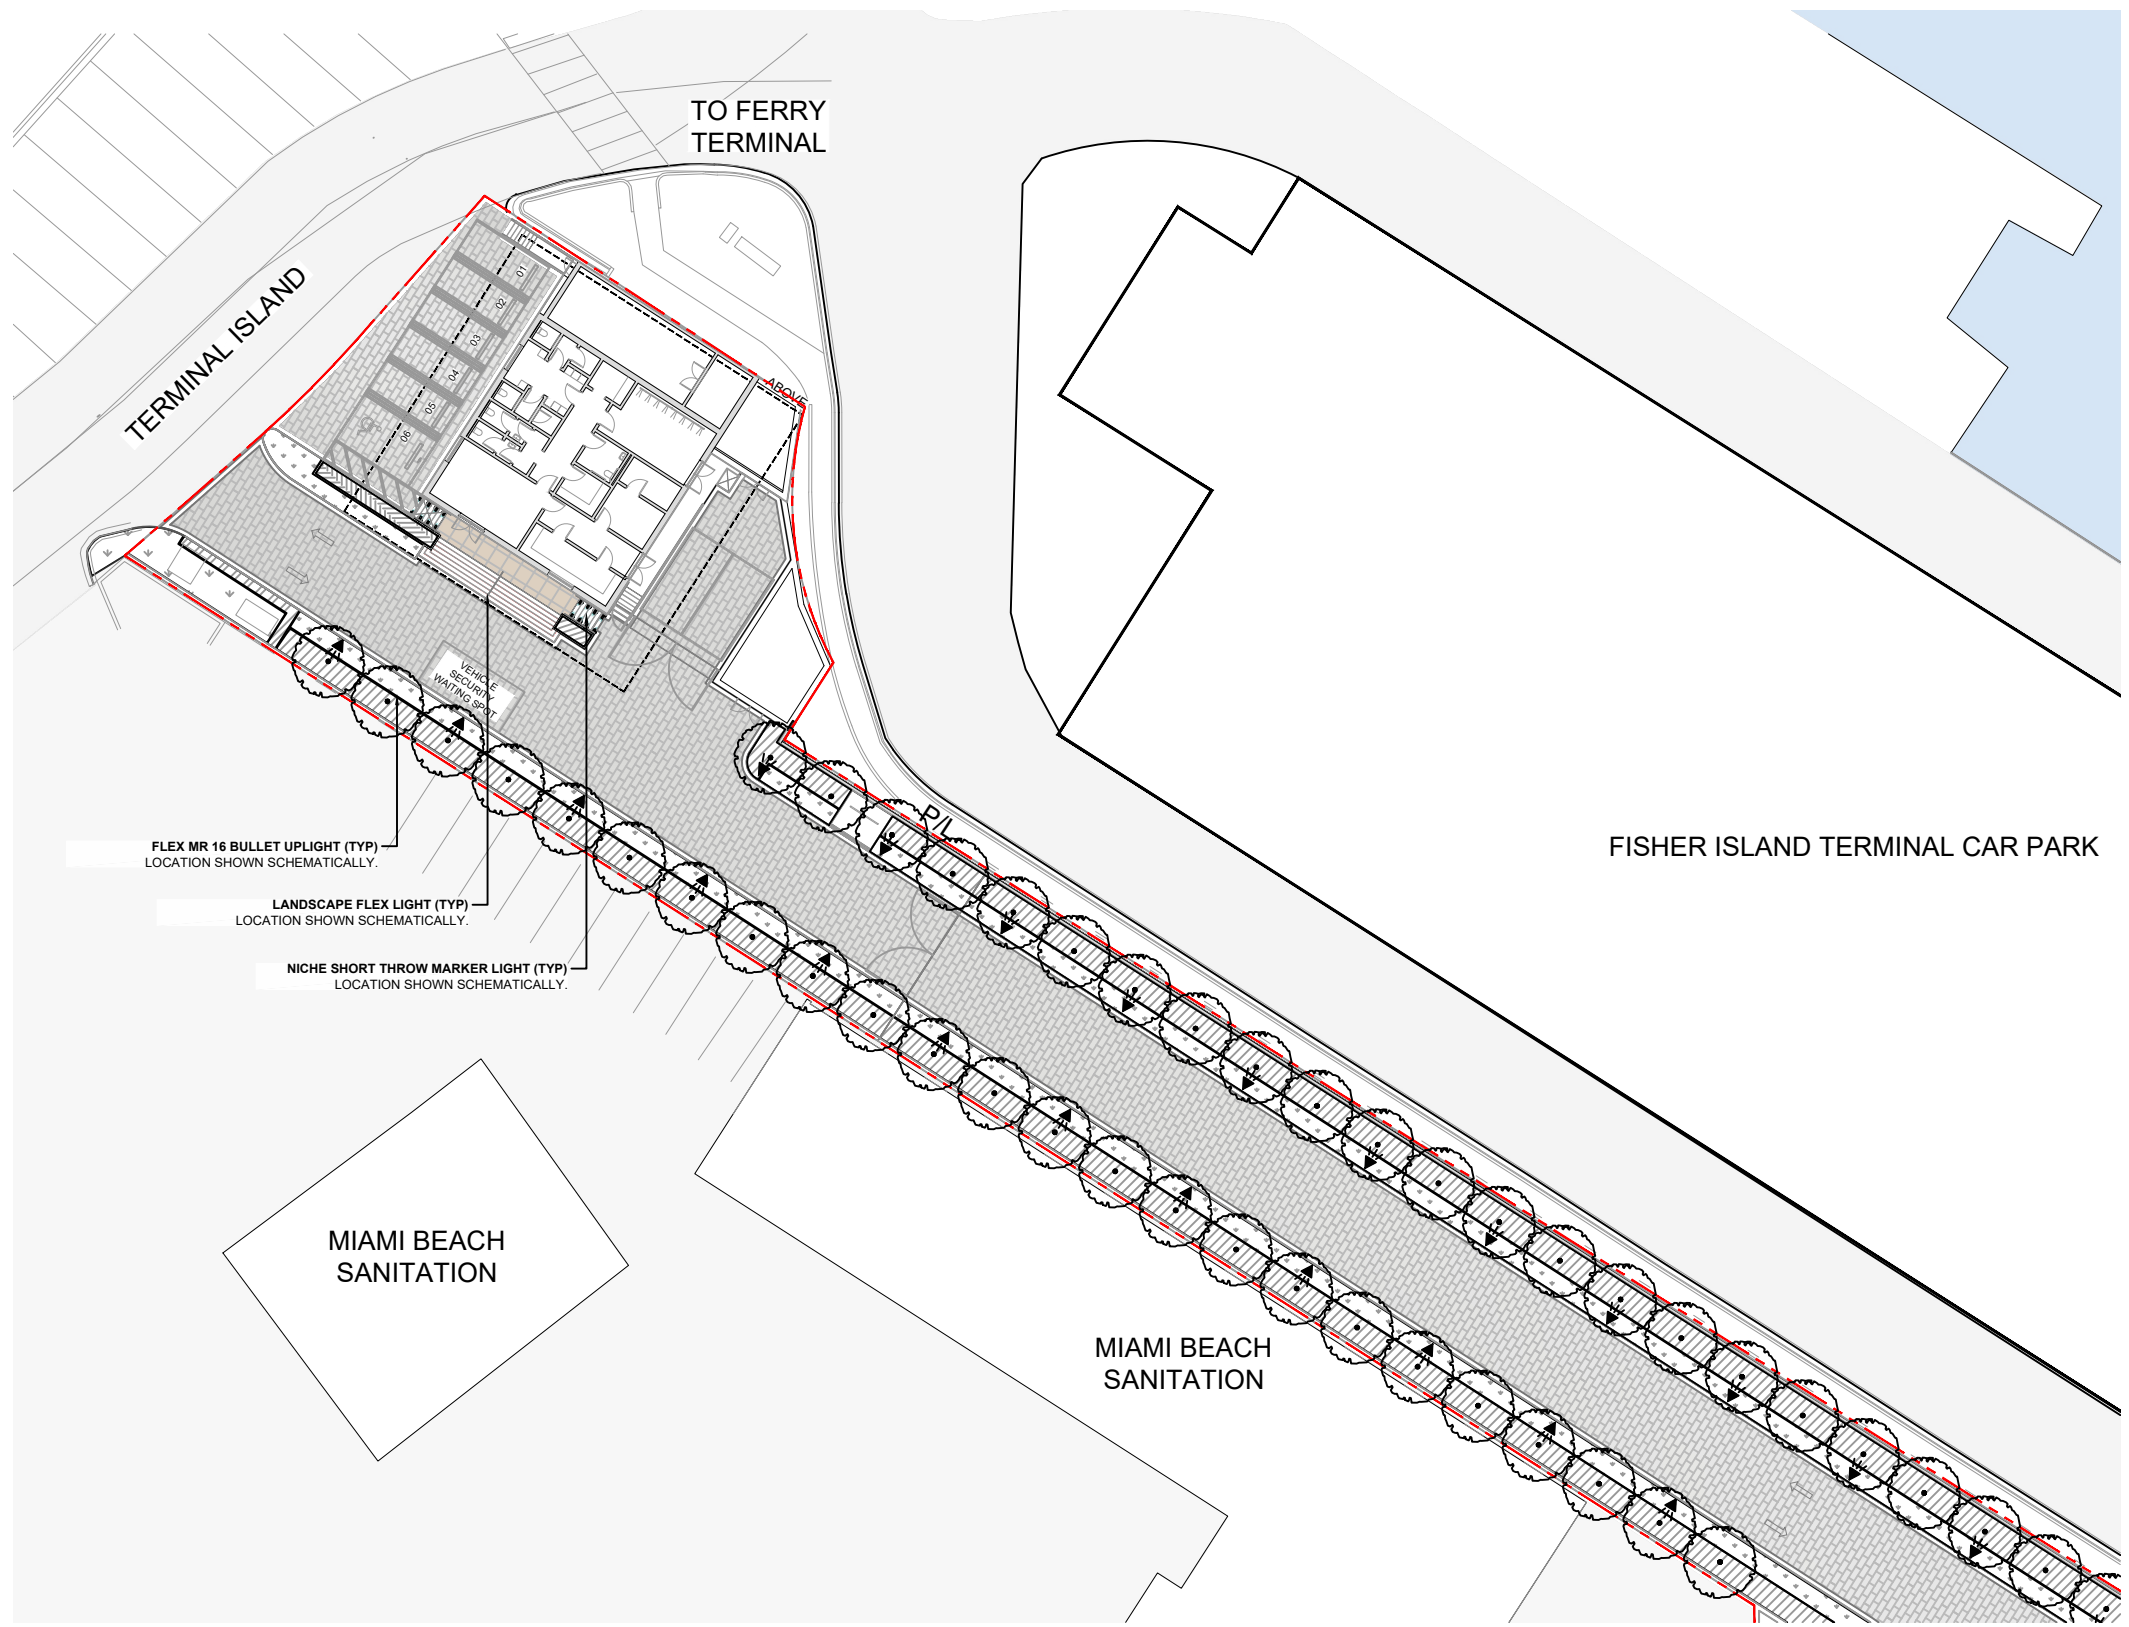 TO FERRY
TERMINAL
TERMINAL ISLAND
01
02
03
04
05
06
ABOVE
VEHICLE
SECURITY
WAITING SPOT
P/L
FISHER ISLAND TERMINAL CAR PARK
FLEX MR 16 BULLET UPLIGHT (TYP)
LOCATION SHOWN SCHEMATICALLY.
LANDSCAPE FLEX LIGHT (TYP)
LOCATION SHOWN SCHEMATICALLY.
NICHE SHORT THROW MARKER LIGHT (TYP)
LOCATION SHOWN SCHEMATICALLY.
MIAMI BEACH
SANITATION
MIAMI BEACH
SANITATION